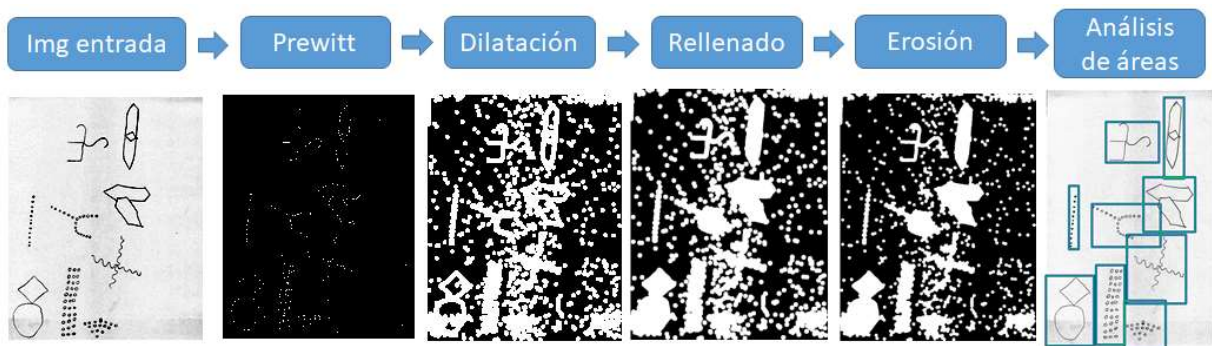 Img entrada
Prewitt
Dilatación
Rellenado
Erosión
Análisis
de áreas